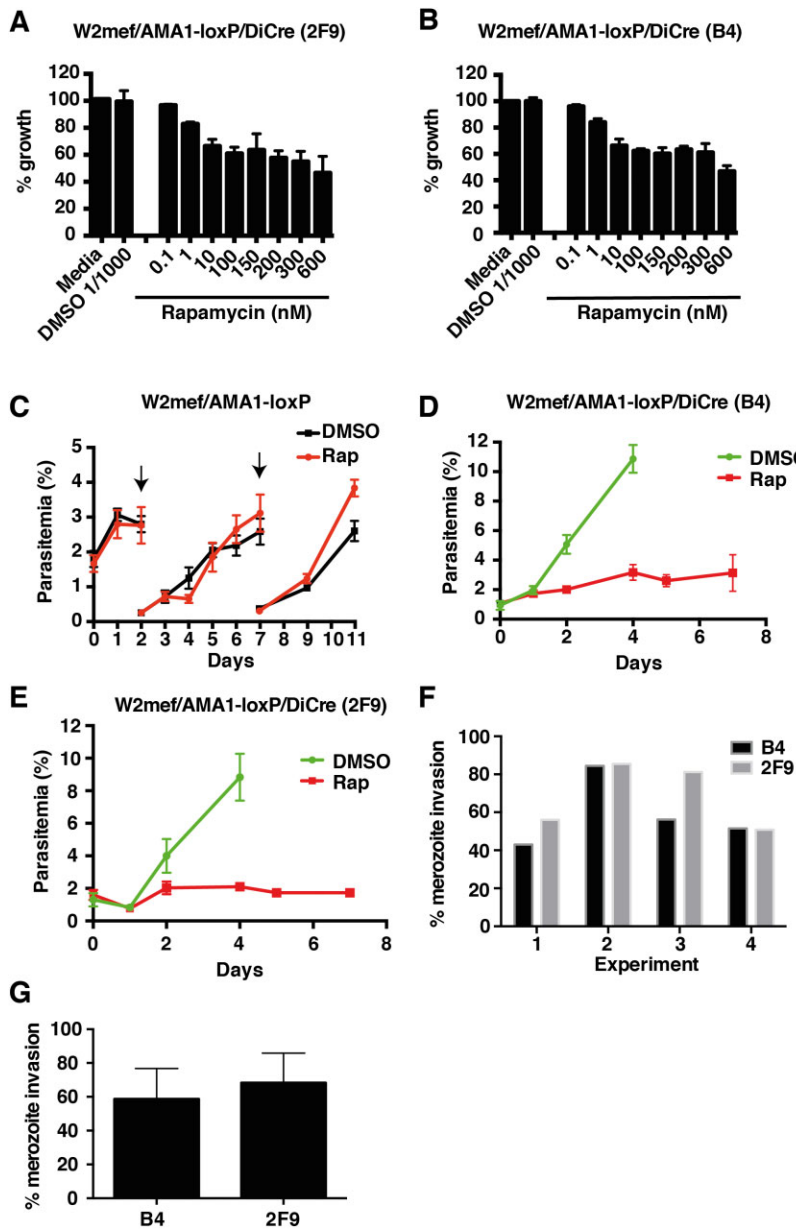 A
W2mef/AMA1-loxP/DiCre (2F9)
% growth
120
100
80
60
40
20
0
Media
DMSO 1/1000
0.1
1
10
100
150
200
300
600
Rapamycin (nM)
B
W2mef/AMA1-loxP/DiCre (B4)
% growth
120
100
80
60
40
20
0
Media
DMSO 1/1000
0.1
1
10
100
150
200
300
600
Rapamycin (nM)
C
W2mef/AMA1-loxP
DMSO
Rap
Parasitemia (%)
5
4
3
2
1
0
0 1 2 3 4 5 6 7 8 9 10 11
Days
D
W2mef/AMA1-loxP/DiCre (B4)
DMSO
Rap
Parasitemia (%)
12
10
8
6
4
2
0
0 2 4 6 8
Days
E
W2mef/AMA1-loxP/DiCre (2F9)
DMSO
Rap
Parasitemia (%)
12
10
8
6
4
2
0
0 2 4 6 8
Days
F
B4
2F9
% merozoite invasion
100
80
60
40
20
0
1 2 3 4
Experiment
G
% merozoite invasion
100
80
60
40
20
0
B4 2F9